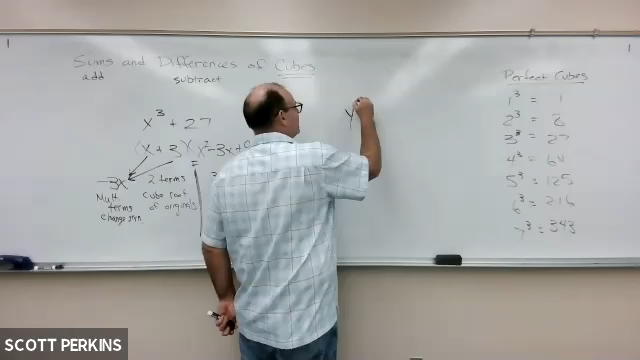 Sums and Differences of Cubes
add subtract
x³ + 27
(x + 3)(x² - 3x +
-3x
2 terms
Mult terms change sign
cube root of originals
y
Perfect Cubes
1³ = 1
2³ = 8
3³ = 27
4³ = 64
5³ = 125
6³ = 216
7³ = 343
SCOTT PERKINS